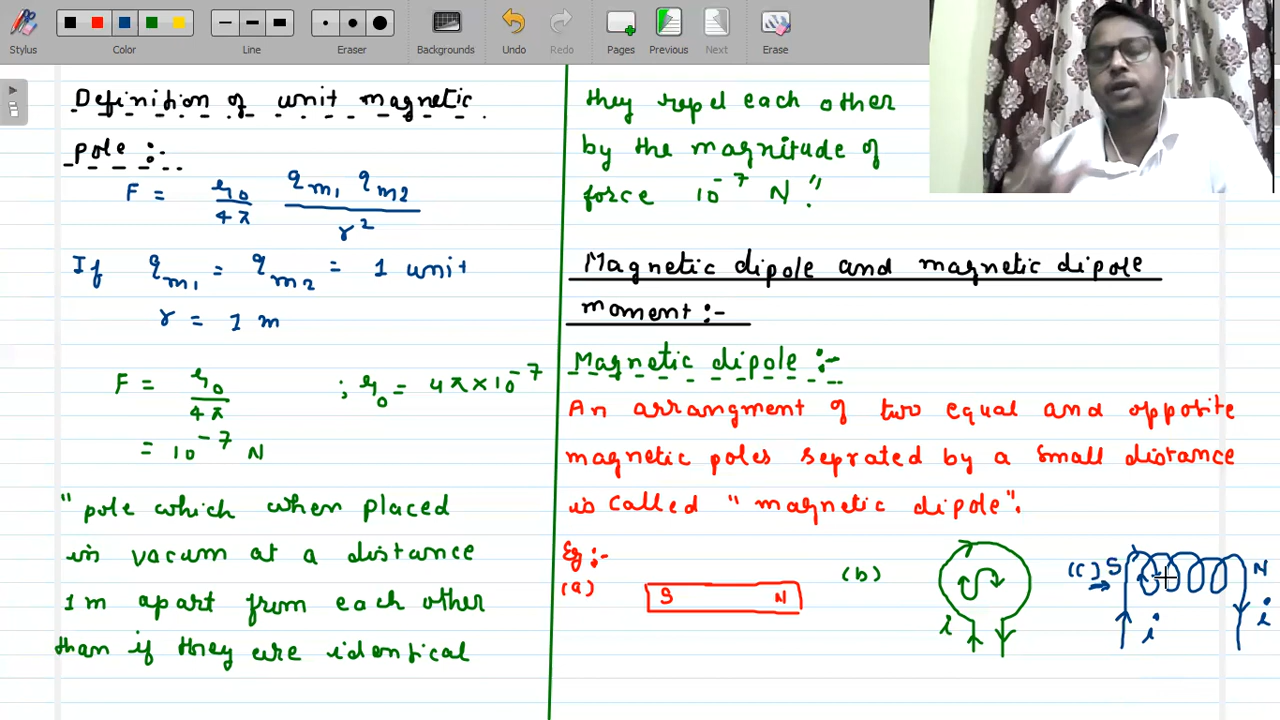 Stylus
Color
Line
Eraser
Backgrounds
Undo
Redo
Pages
Previous
Next
Erase
Definition of unit magnetic
pole :-
F = μ0/4π qm1 qm2/r²
If qm1 = qm2 = 1 unit
r = 1 m
F = μ0/4π ; μ0 = 4π×10⁻⁷
= 10⁻⁷ N
"pole which when placed
in vacum at a distance
1m apart from each other
than if they are identical
they repel each other
by the magnitude of
force 10⁻⁷ N."
Magnetic dipole and magnetic dipole
moment :-
Magnetic dipole :-
An arrangment of two equal and opposite
magnetic poles seprated by a small distance
is called "magnetic dipole".
Eg :-
(a) S N
(b) S i
(c) S N i i